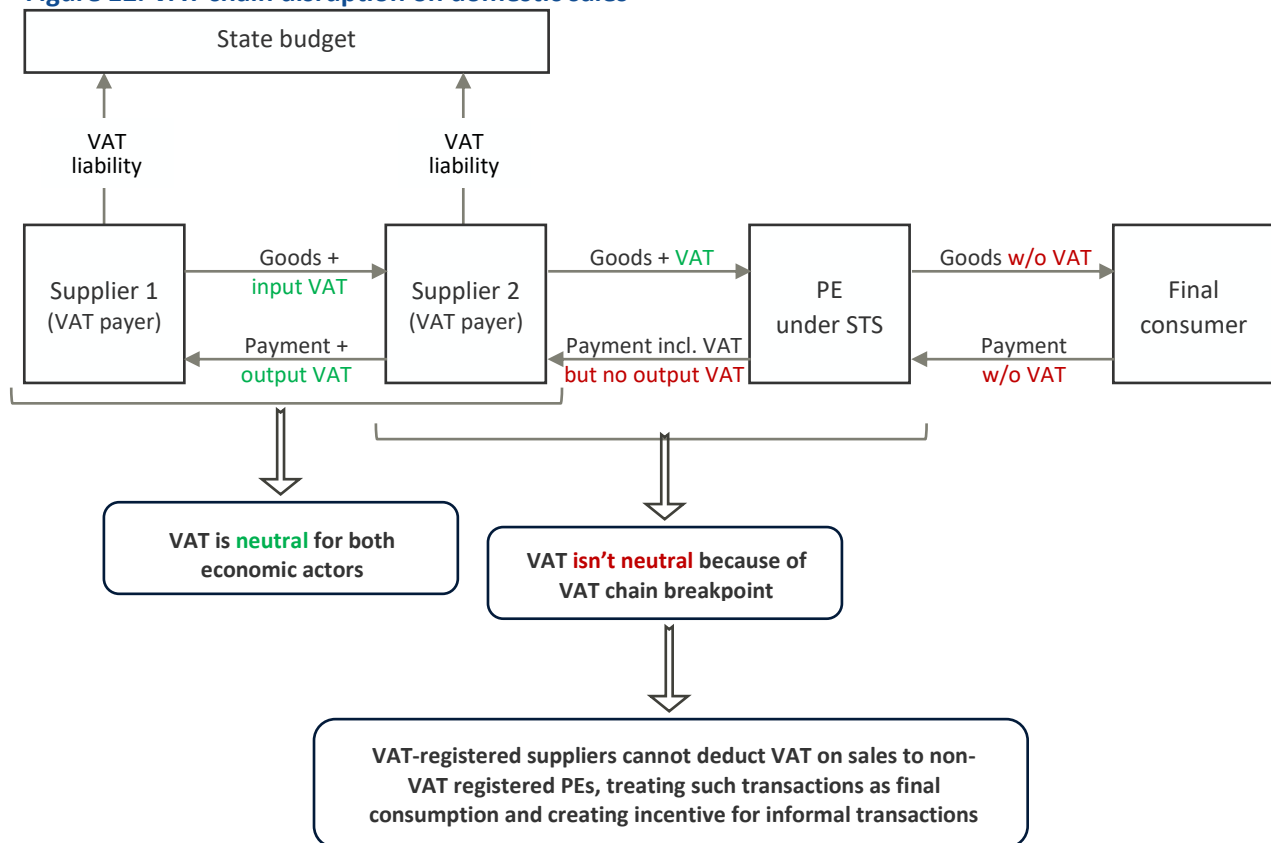 State budget
VAT
liability
VAT
liability
Supplier 1
(VAT payer)
Goods +
input VAT
Payment +
output VAT
Supplier 2
(VAT payer)
Goods + VAT
Payment incl. VAT
but no output VAT
PE
under STS
Goods w/o VAT
Payment
w/o VAT
Final
consumer
VAT is neutral for both
economic actors
VAT isn’t neutral because of
VAT chain breakpoint
VAT-registered suppliers cannot deduct VAT on sales to non-
VAT registered PEs, treating such transactions as final
consumption and creating incentive for informal transactions